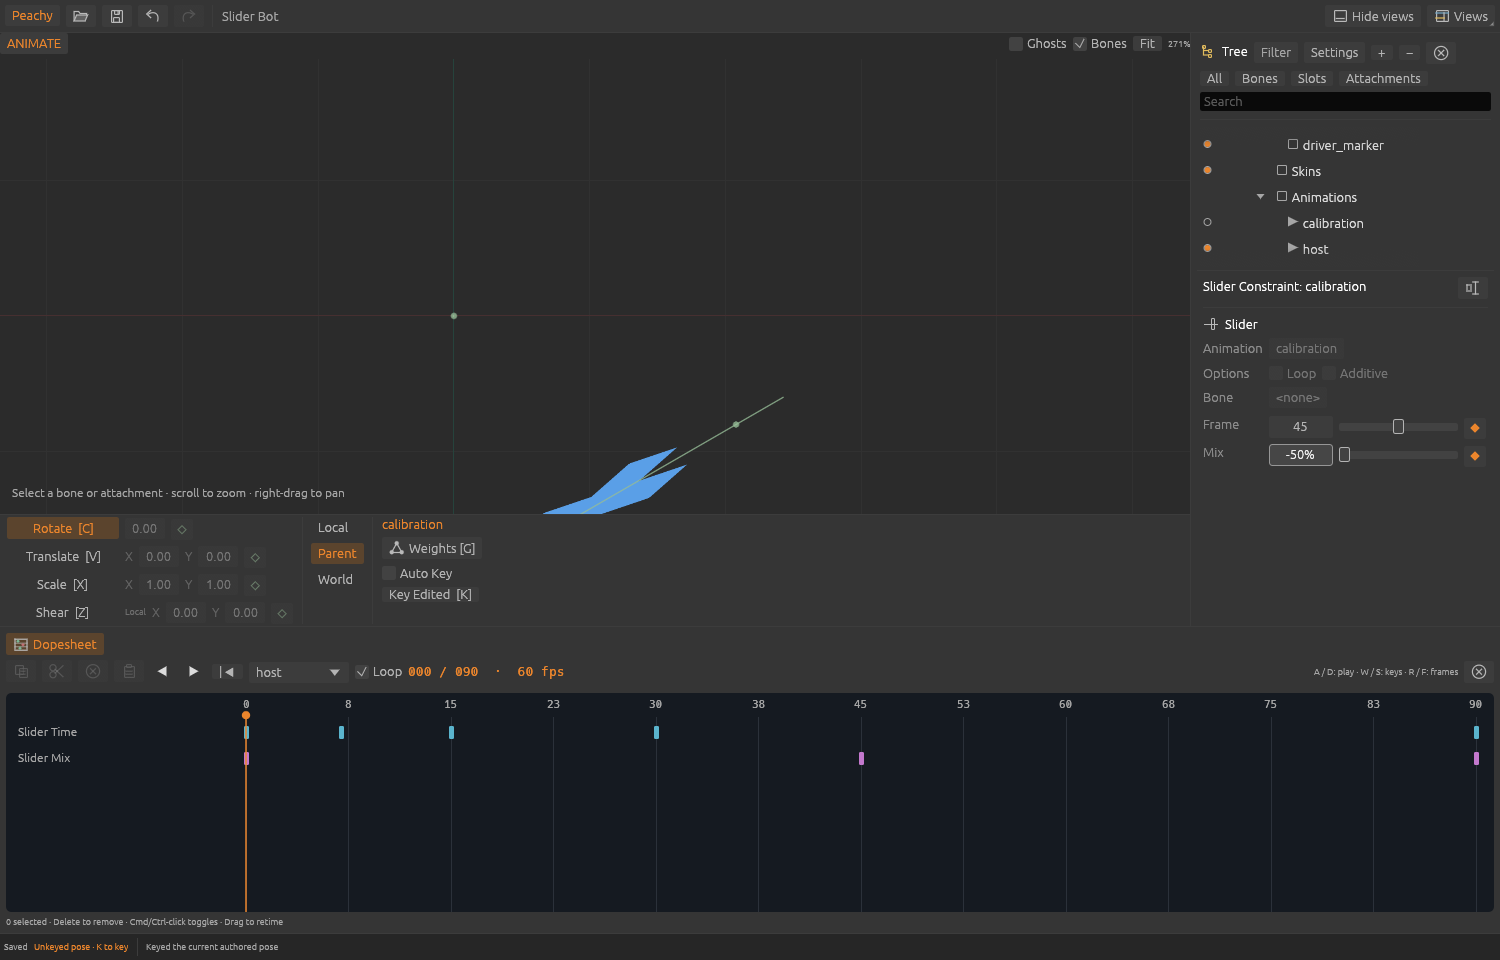 Peachy Slider Bot Hide views Views
ANIMATE Ghosts Bones Fit 271%
Tree Filter Settings + −
All Bones Slots Attachments
Search
driver_marker
Skins
Animations
calibration
host
Slider Constraint: calibration
Slider
Animation calibration
Options Loop Additive
Bone <none>
Frame 45
Mix -50%
Select a bone or attachment · scroll to zoom · right-drag to pan
Rotate [C] 0.00
Translate [V] X 0.00 Y 0.00
Scale [X] X 1.00 Y 1.00
Shear [Z] Local X 0.00 Y 0.00
Local
Parent
World
calibration
Weights [G]
Auto Key
Key Edited [K]
Dopesheet
host Loop 000 / 090 · 60 fps A / D: play · W / S: keys · R / F: frames
0 8 15 23 30 38 45 53 60 68 75 83 90
Slider Time
Slider Mix
0 selected · Delete to remove · Cmd/Ctrl-click toggles · Drag to retime
Saved Unkeyed pose · K to key Keyed the current authored pose